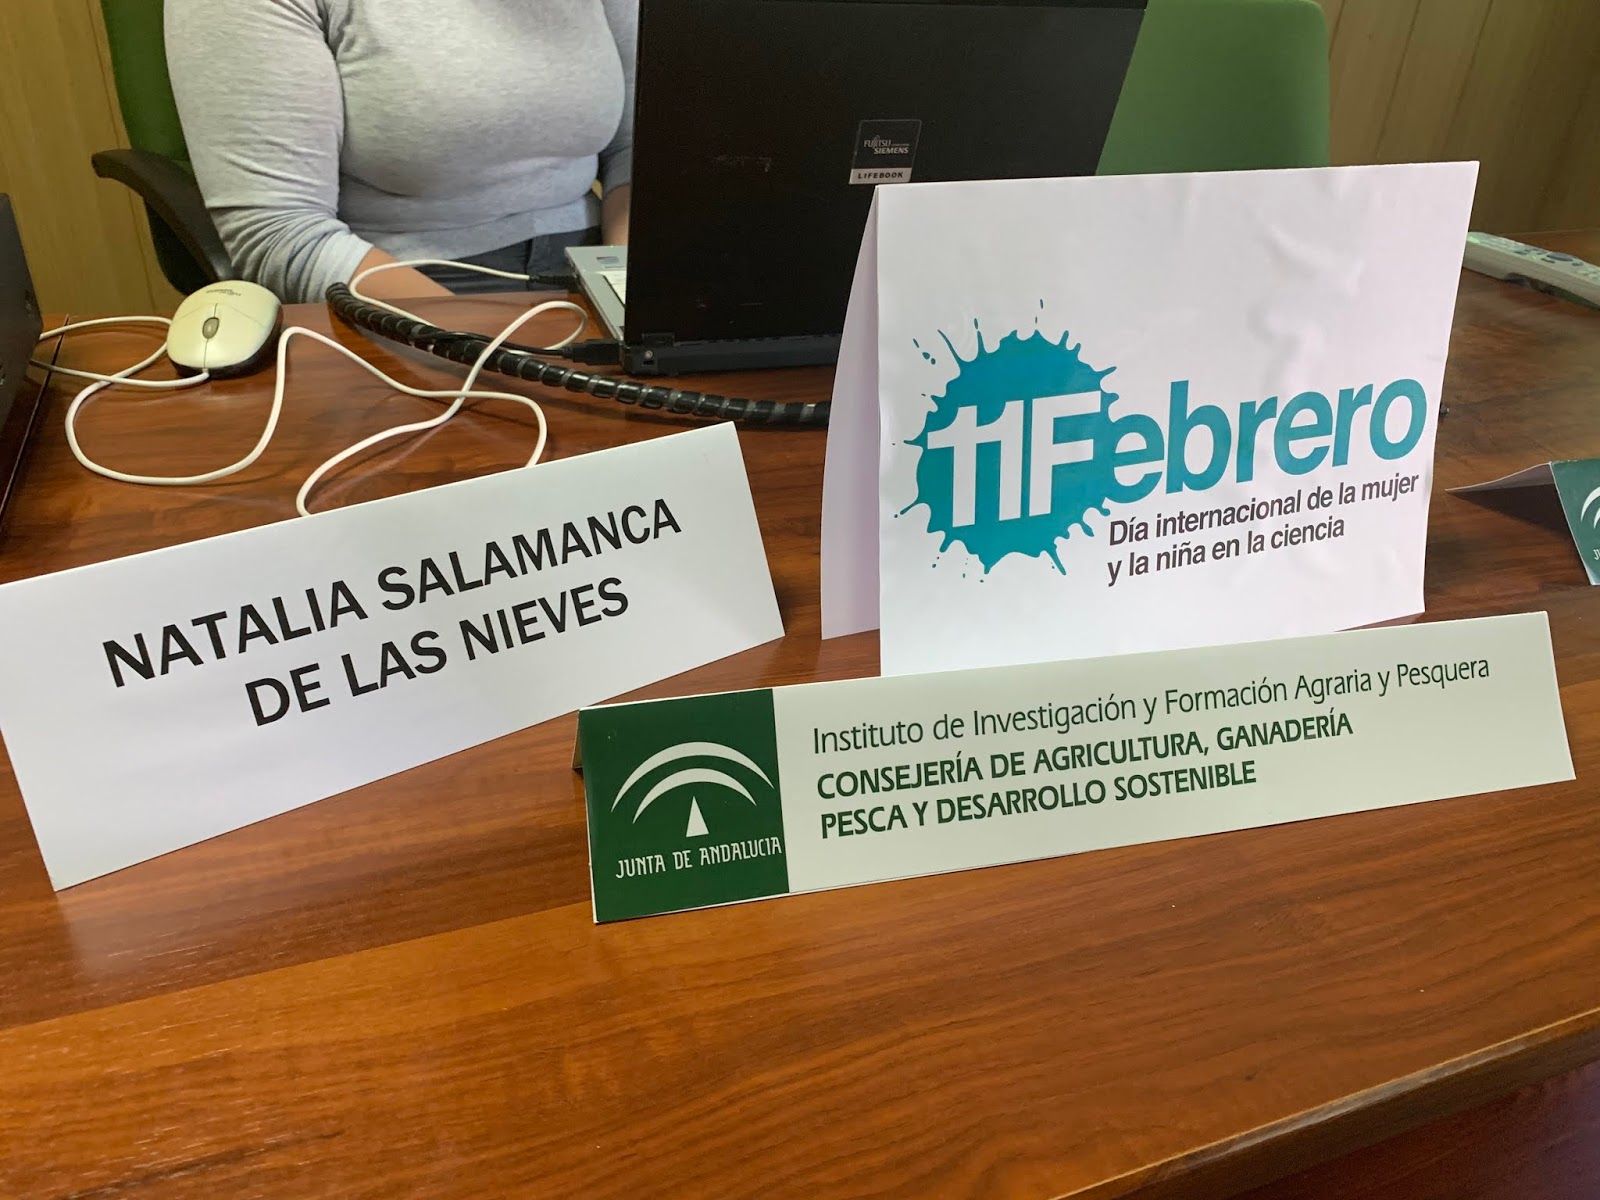 FUJITSU
SIEMENS
LIFEBOOK
11Febrero
Día internacional de la mujer
y la niña en la ciencia
NATALIA SALAMANCA
DE LAS NIEVES
Instituto de Investigación y Formación Agraria y Pesquera
CONSEJERÍA DE AGRICULTURA, GANADERÍA
PESCA Y DESARROLLO SOSTENIBLE
JUNTA DE ANDALUCIA